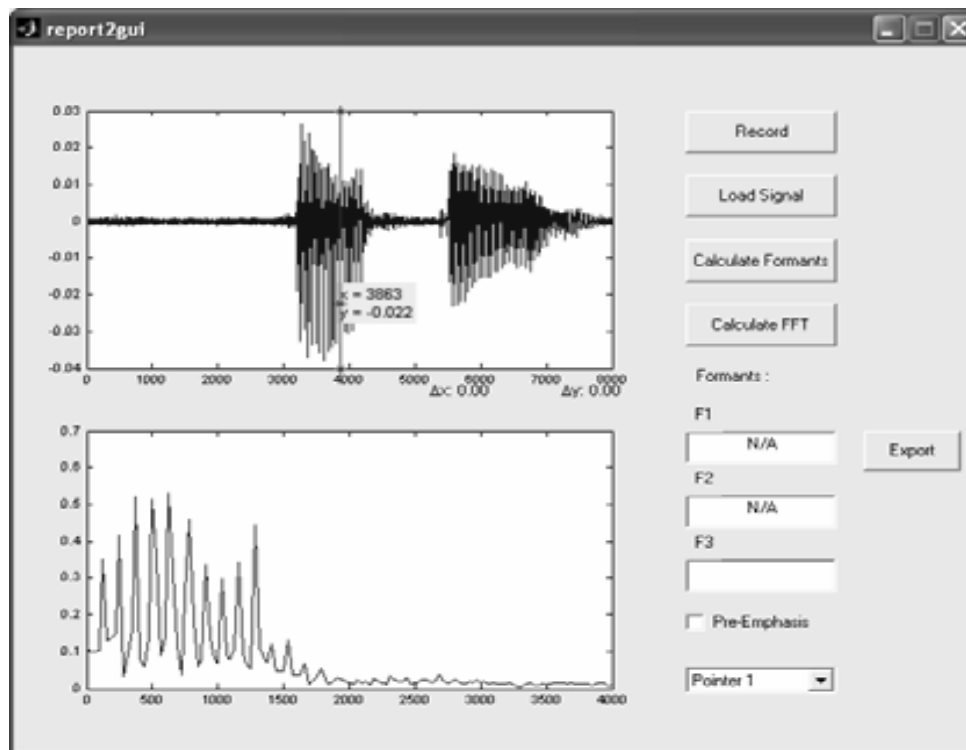 report2gui
0.03
0.02
0.01
0
-0.01
-0.02
-0.03
-0.04
0 1000 2000 3000 4000 5000 6000 7000 8000
x = 3863
y = -0.022
Δx: 0.00 Δy: 0.00
0.7
0.6
0.5
0.4
0.3
0.2
0.1
0
0 500 1000 1500 2000 2500 3000 3500 4000
Record
Load Signal
Calculate Formants
Calculate FFT
Formants :
F1
N/A
F2
N/A
F3
Pre-Emphasis
Pointer 1
Export